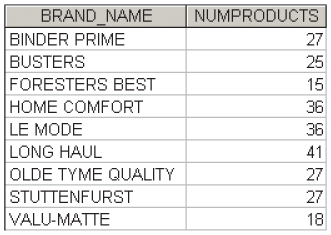 BRAND_NAME NUMPRODUCTS
BINDER PRIME 27
BUSTERS 25
FORESTERS BEST 15
HOME COMFORT 36
LE MODE 36
LONG HAUL 41
OLDE TYME QUALITY 27
STUTTENFURST 27
VALU-MATTE 18